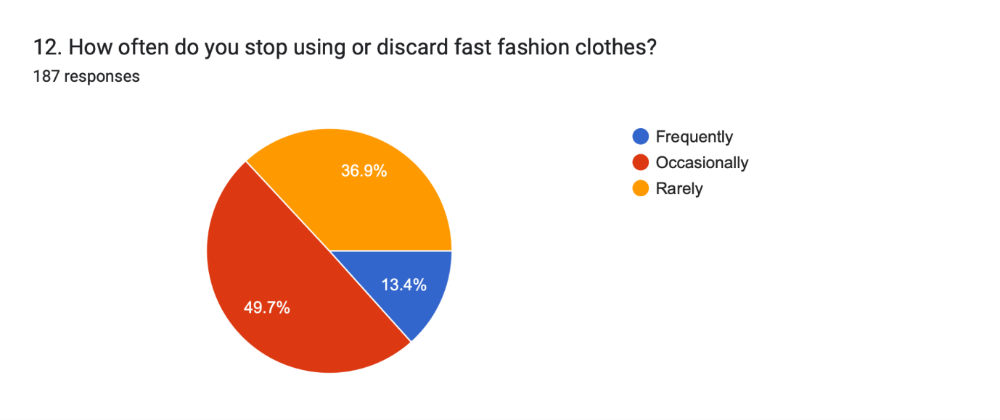 12. How often do you stop using or discard fast fashion clothes?
187 responses
36.9%
13.4%
49.7%
Frequently
Occasionally
Rarely